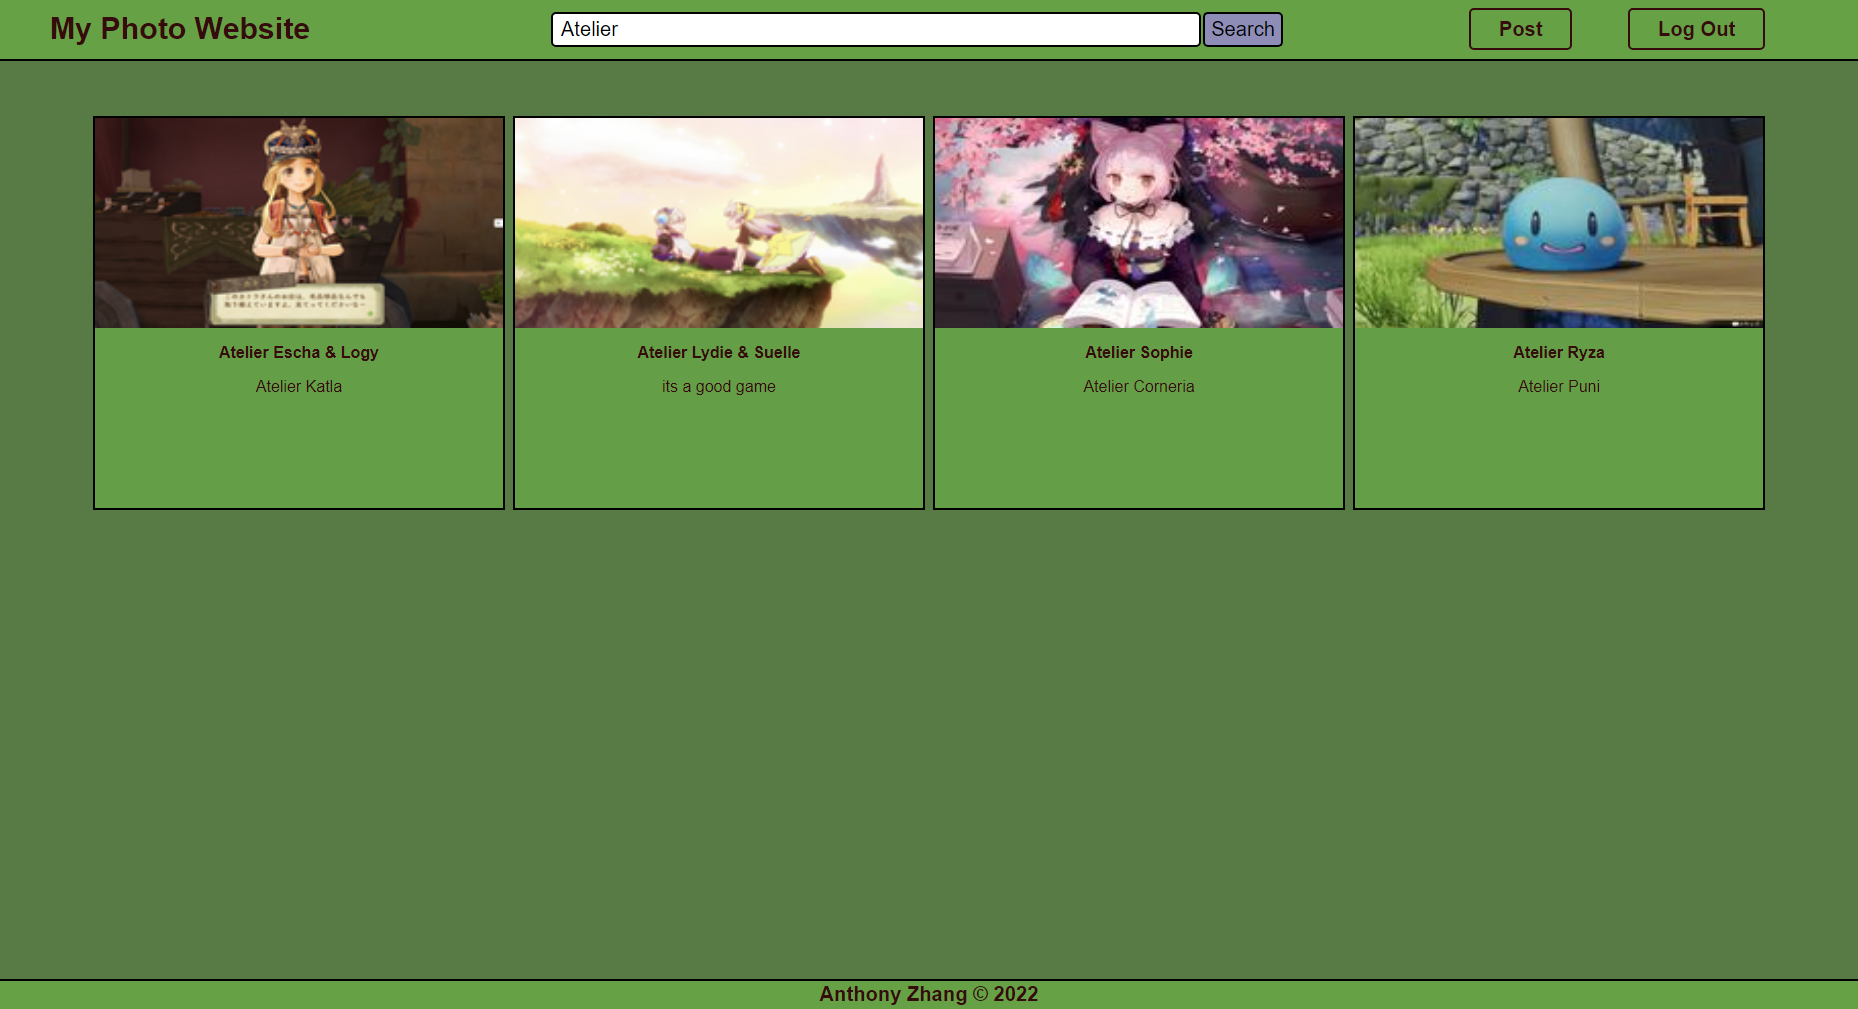 My Photo Website
Atelier
Search
Post
Log Out
Atelier Escha & Logy
Atelier Katla
Atelier Lydie & Suelle
its a good game
Atelier Sophie
Atelier Corneria
Atelier Ryza
Atelier Puni
Anthony Zhang © 2022